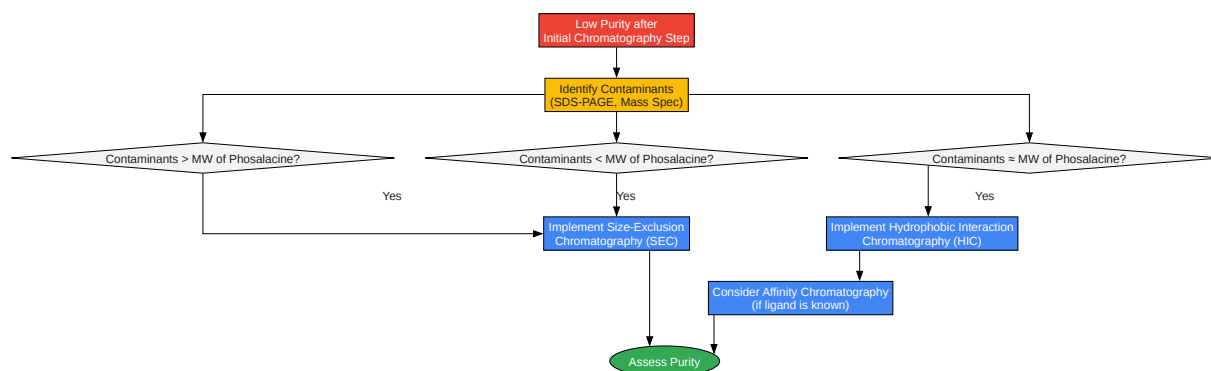 Low Purity after
Initial Chromatography Step
Identify Contaminants
(SDS-PAGE, Mass Spec)
Contaminants > MW of Phosalacine?
Contaminants < MW of Phosalacine?
Contaminants ≈ MW of Phosalacine?
Yes
Yes
Yes
Implement Size-Exclusion
Chromatography (SEC)
Implement Hydrophobic Interaction
Chromatography (HIC)
Consider Affinity Chromatography
(if ligand is known)
Assess Purity